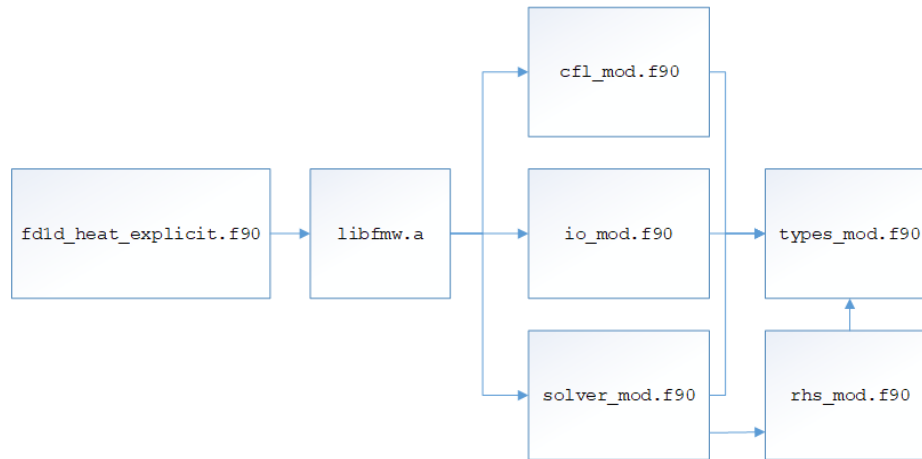 cfl_mod.f90
fd1d_heat_explicit.f90
libfmw.a
io_mod.f90
types_mod.f90
solver_mod.f90
rhs_mod.f90